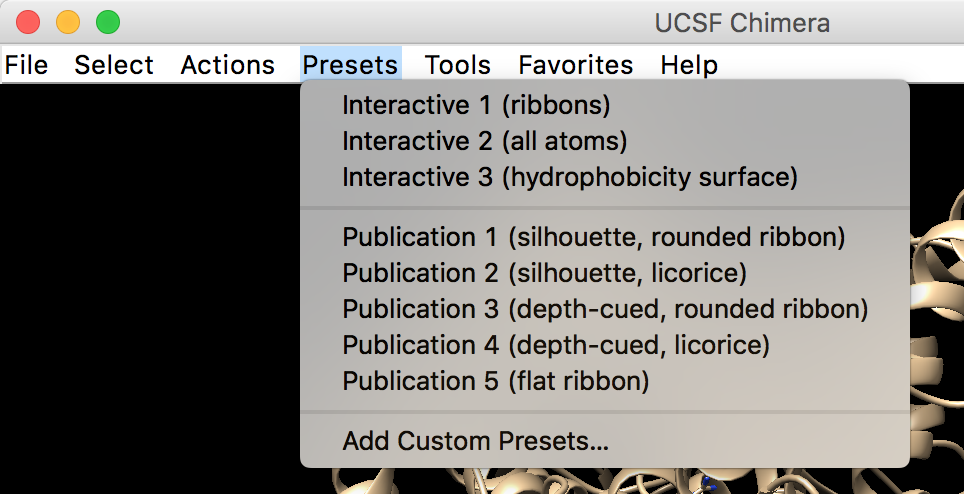 UCSF Chimera
File Select Actions Presets Tools Favorites Help
Interactive 1 (ribbons)
Interactive 2 (all atoms)
Interactive 3 (hydrophobicity surface)
Publication 1 (silhouette, rounded ribbon)
Publication 2 (silhouette, licorice)
Publication 3 (depth-cued, rounded ribbon)
Publication 4 (depth-cued, licorice)
Publication 5 (flat ribbon)
Add Custom Presets...